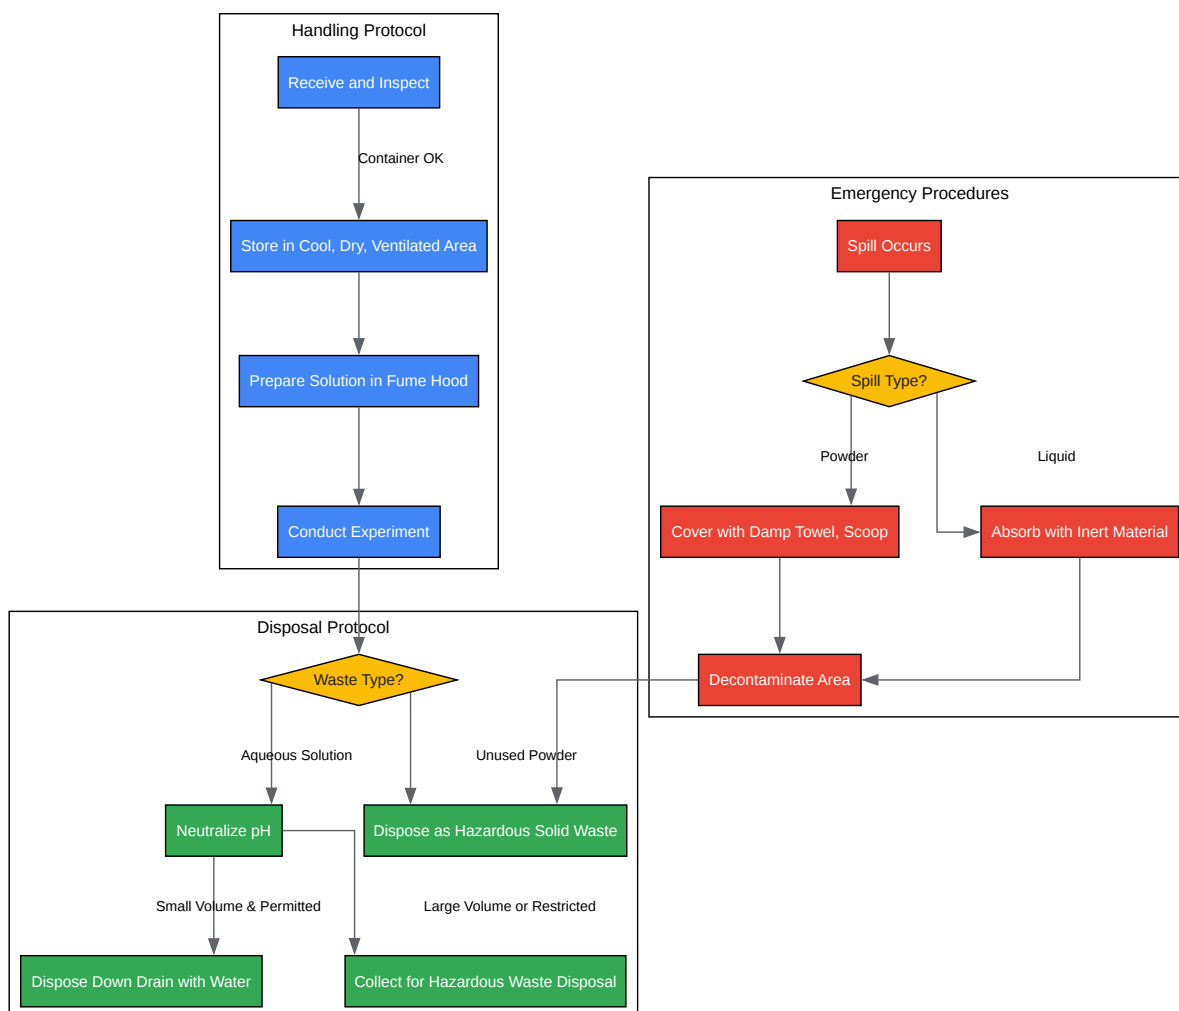 Handling Protocol
Receive and Inspect
Container OK
Store in Cool, Dry, Ventilated Area
Prepare Solution in Fume Hood
Conduct Experiment
Emergency Procedures
Spill Occurs
Spill Type?
Powder
Liquid
Cover with Damp Towel, Scoop
Absorb with Inert Material
Decontaminate Area
Disposal Protocol
Waste Type?
Aqueous Solution
Unused Powder
Neutralize pH
Dispose as Hazardous Solid Waste
Small Volume & Permitted
Large Volume or Restricted
Dispose Down Drain with Water
Collect for Hazardous Waste Disposal